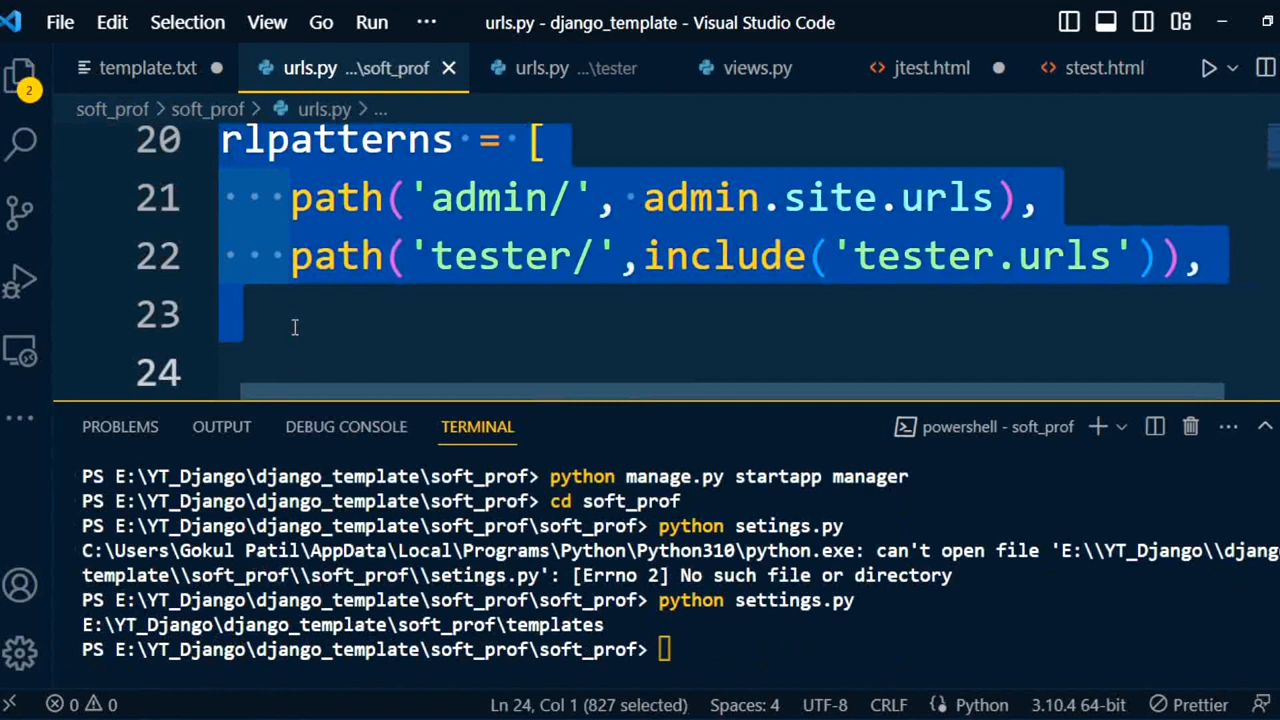 File Edit Selection View Go Run ··· urls.py - django_template - Visual Studio Code
template.txt urls.py ...\soft_prof urls.py ...\tester views.py jtest.html stest.html
2
soft_prof > soft_prof > urls.py > ...
20 rlpatterns = [
21 path('admin/', admin.site.urls),
22 path('tester/',include('tester.urls')),
23
24
PROBLEMS OUTPUT DEBUG CONSOLE TERMINAL powershell - soft_prof
PS E:\YT_Django\django_template\soft_prof> python manage.py startapp manager
PS E:\YT_Django\django_template\soft_prof> cd soft_prof
PS E:\YT_Django\django_template\soft_prof\soft_prof> python setings.py
C:\Users\Gokul Patil\AppData\Local\Programs\Python\Python310\python.exe: can't open file 'E:\\YT_Django\\django
template\\soft_prof\\soft_prof\\setings.py': [Errno 2] No such file or directory
PS E:\YT_Django\django_template\soft_prof\soft_prof> python settings.py
E:\YT_Django\django_template\soft_prof\templates
PS E:\YT_Django\django_template\soft_prof\soft_prof>
0 0 Ln 24, Col 1 (827 selected) Spaces: 4 UTF-8 CRLF Python 3.10.4 64-bit Prettier